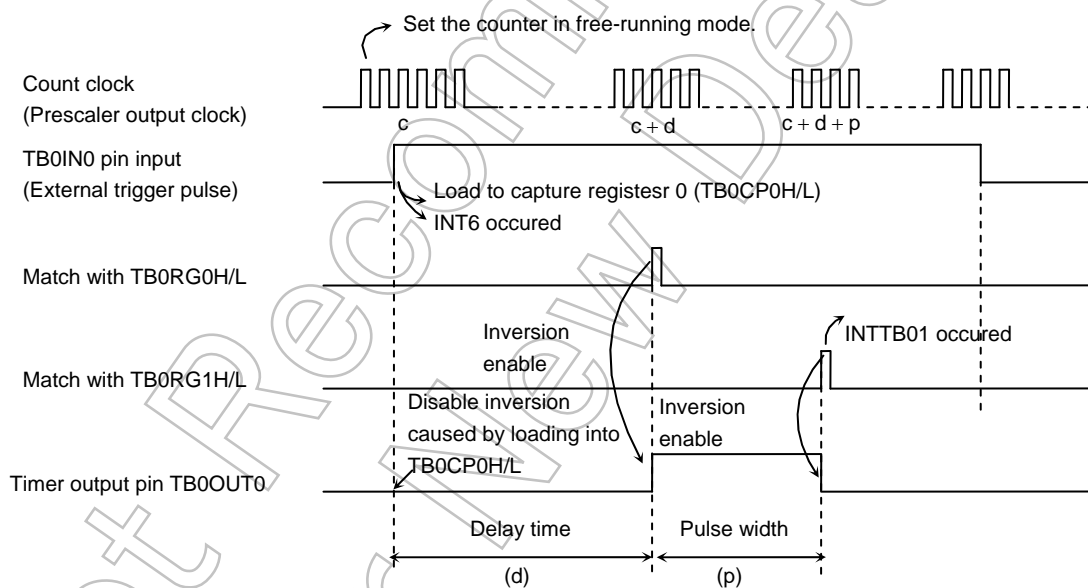 Set the counter in free-running mode.
Count clock
(Prescaler output clock)
c
c + d
c + d + p
TB0IN0 pin input
(External trigger pulse)
Load to capture registesr 0 (TB0CP0H/L)
INT6 occured
Match with TB0RG0H/L
Inversion
enable
INTTB01 occured
Match with TB0RG1H/L
Disable inversion
caused by loading into
TB0CP0H/L
Inversion
enable
Timer output pin TB0OUT0
Delay time
Pulse width
(d)
(p)